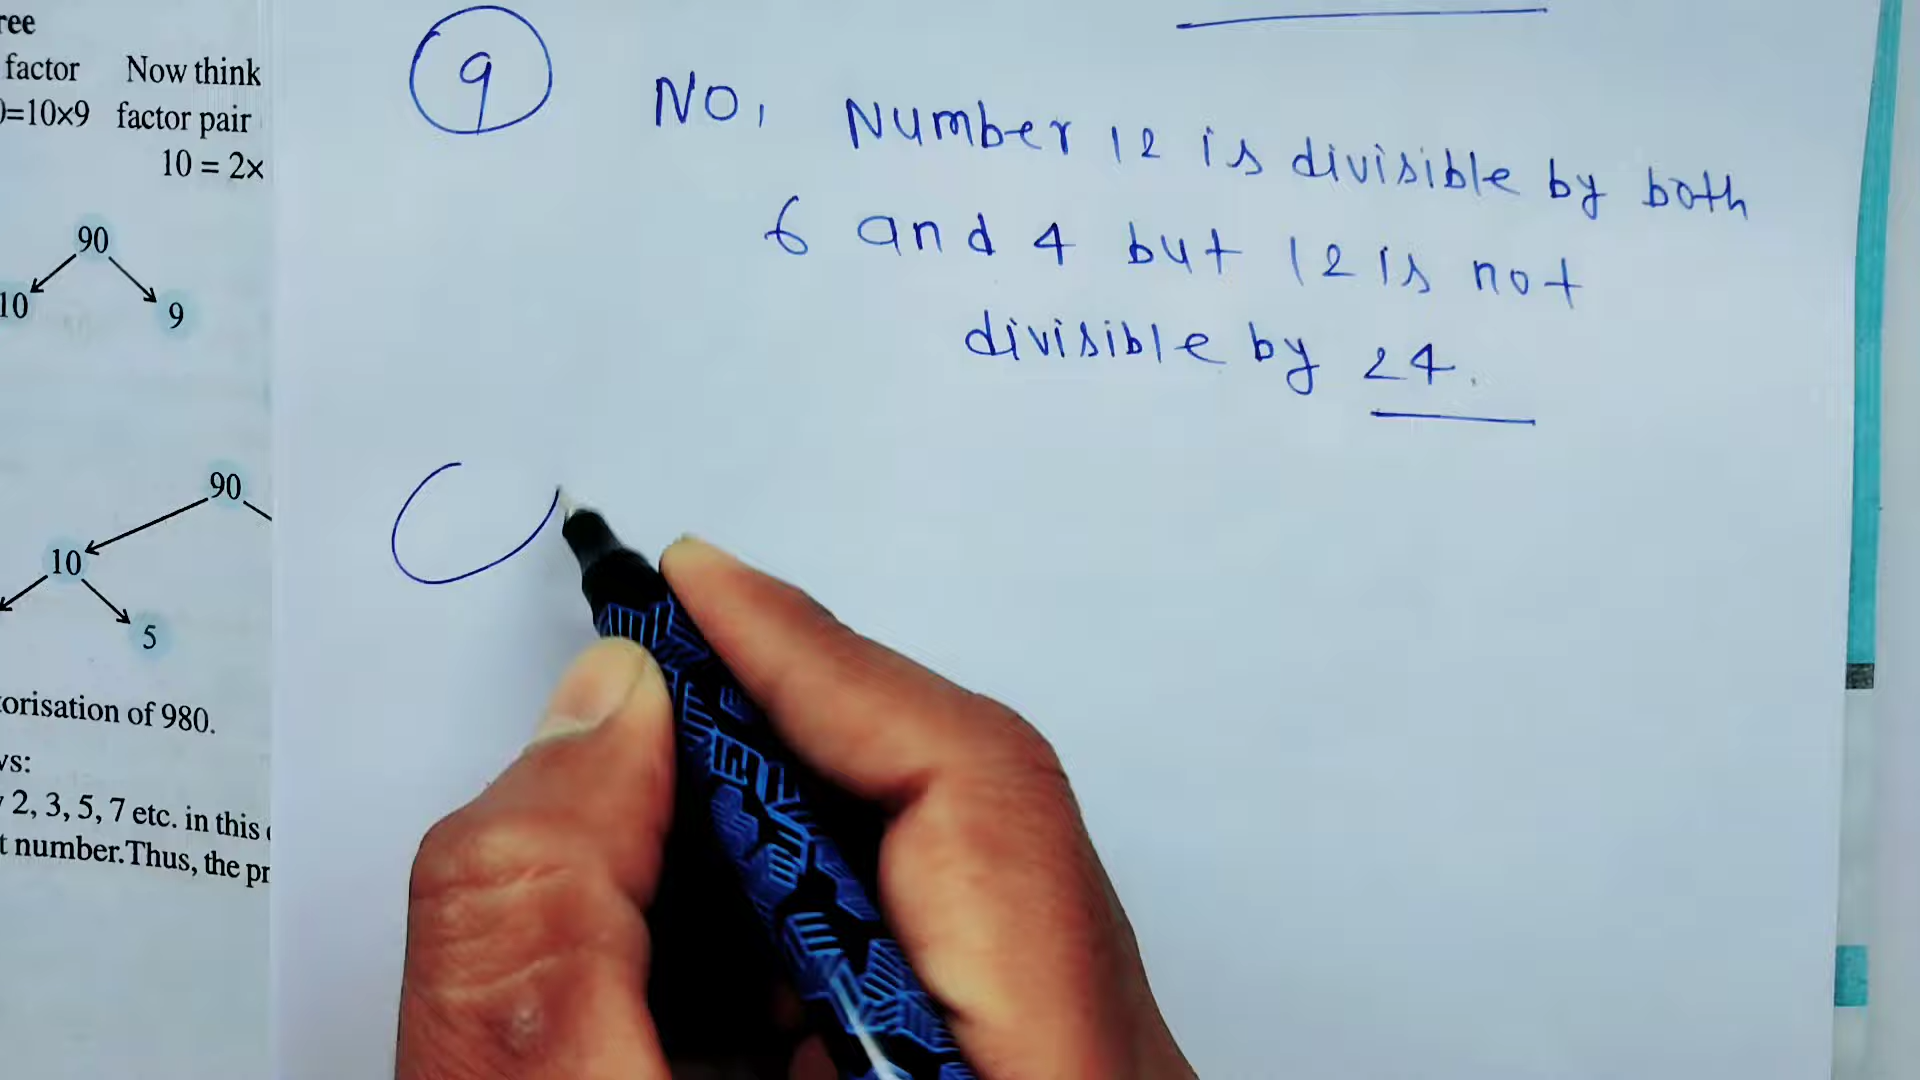 ree
factor Now think
0=10×9 factor pair
10 = 2×
90
10 9
90
10
5
orisation of 980.
ws:
2, 3, 5, 7 etc. in this
t number.Thus, the pr
9 NO, Number 12 is divisible by both
6 and 4 but 12 is not
divisible by 24.